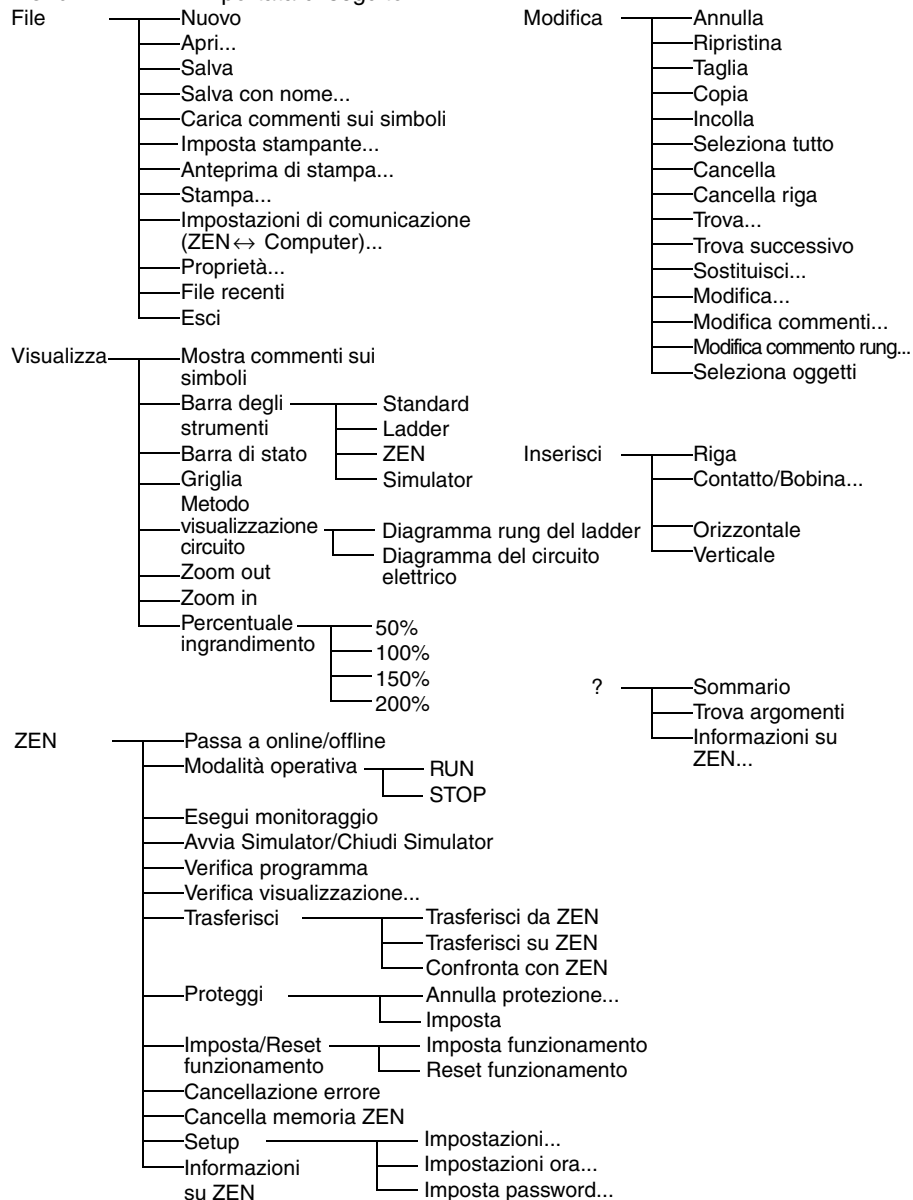 File
Nuovo
Apri...
Salva
Salva con nome...
Carica commenti sui simboli
Imposta stampante...
Anteprima di stampa...
Stampa...
Impostazioni di comunicazione
(ZEN↔ Computer)...
Proprietà...
File recenti
Esci
Modifica
Annulla
Ripristina
Taglia
Copia
Incolla
Seleziona tutto
Cancella
Cancella riga
Trova...
Trova successivo
Sostituisci...
Modifica...
Modifica commenti...
Modifica commento rung...
Seleziona oggetti
Visualizza
Mostra commenti sui
simboli
Barra degli
strumenti
Standard
Ladder
ZEN
Simulator
Barra di stato
Griglia
Metodo
visualizzazione
circuito
Diagramma rung del ladder
Diagramma del circuito
elettrico
Zoom out
Zoom in
Percentuale
ingrandimento
50%
100%
150%
200%
Inserisci
Riga
Contatto/Bobina...
Orizzontale
Verticale
?
Sommario
Trova argomenti
Informazioni su
ZEN...
ZEN
Passa a online/offline
Modalità operativa
RUN
STOP
Esegui monitoraggio
Avvia Simulator/Chiudi Simulator
Verifica programma
Verifica visualizzazione...
Trasferisci
Trasferisci da ZEN
Trasferisci su ZEN
Confronta con ZEN
Proteggi
Annulla protezione...
Imposta
Imposta/Reset
funzionamento
Imposta funzionamento
Reset funzionamento
Cancellazione errore
Cancella memoria ZEN
Setup
Impostazioni...
Impostazioni ora...
Imposta password...
Informazioni
su ZEN